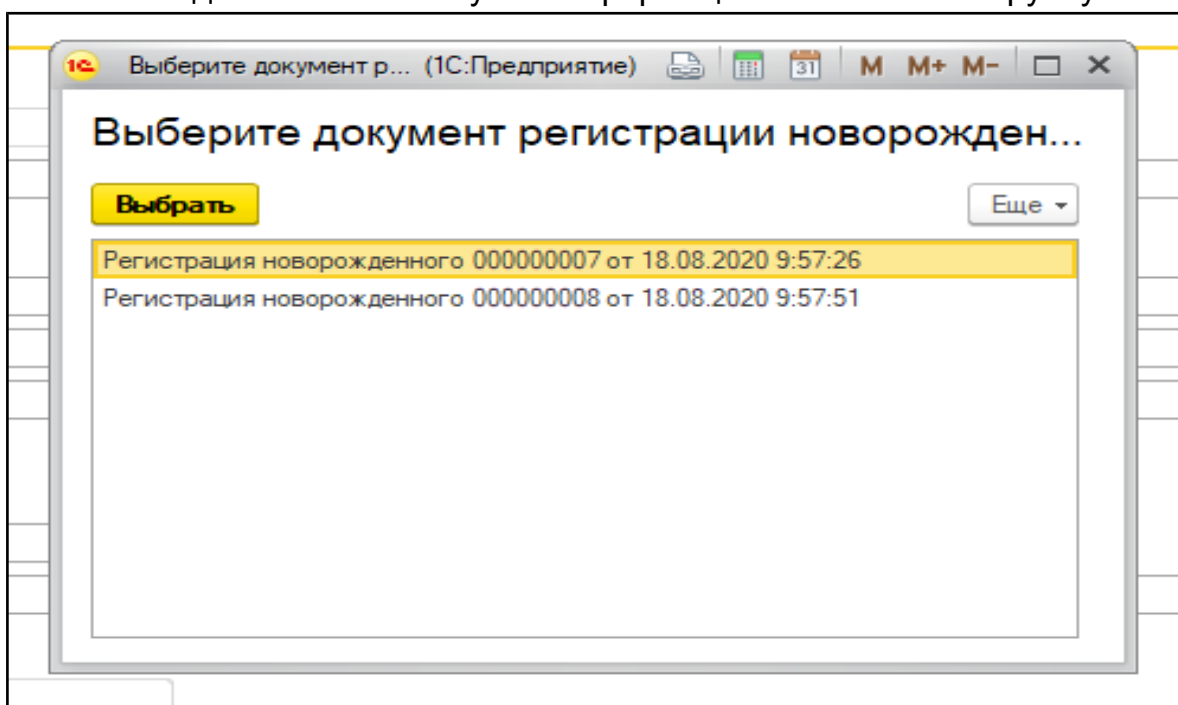 Выберите документ р... (1С:Предприятие) 31 M M+ M-
Выберите документ регистрации новорожден...
Выбрать Еще
Регистрация новорожденного 000000007 от 18.08.2020 9:57:26
Регистрация новорожденного 000000008 от 18.08.2020 9:57:51